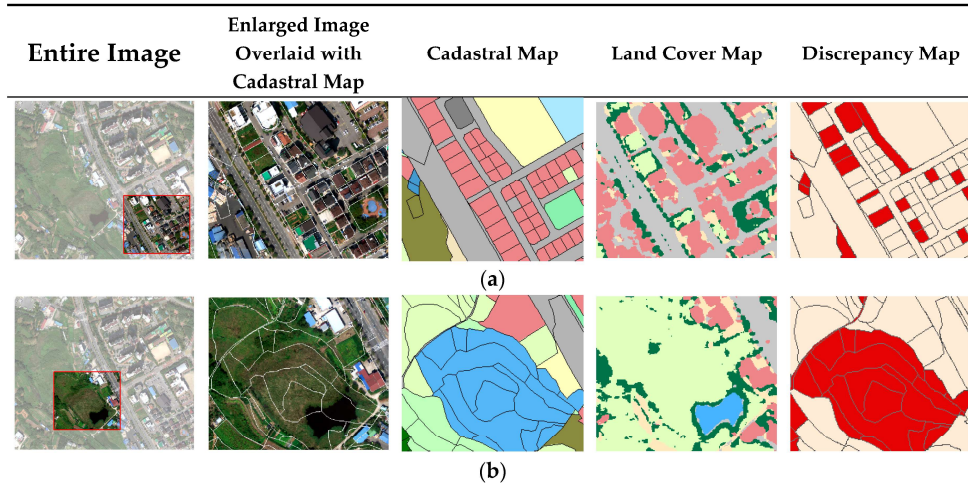 Entire Image
Enlarged Image
Overlaid with
Cadastral Map
Cadastral Map
Land Cover Map
Discrepancy Map
(a)
(b)